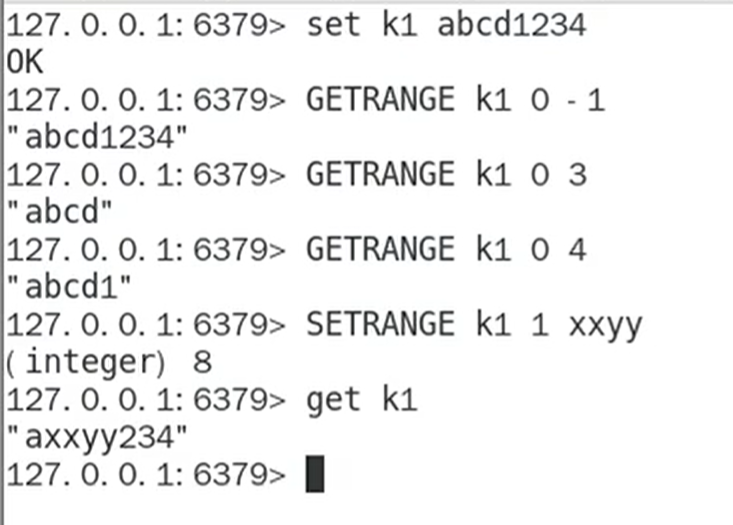 127.0.0.1:6379> set k1 abcd1234
OK
127.0.0.1:6379> GETRANGE k1 0 -1
"abcd1234"
127.0.0.1:6379> GETRANGE k1 0 3
"abcd"
127.0.0.1:6379> GETRANGE k1 0 4
"abcd1"
127.0.0.1:6379> SETRANGE k1 1 xxyy
(integer) 8
127.0.0.1:6379> get k1
"axxyy234"
127.0.0.1:6379>